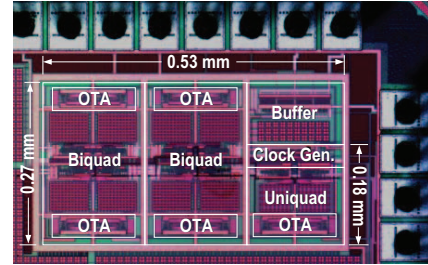 0.53 mm
OTA
OTA
Buffer
0.27 mm
Biquad
Biquad
Clock Gen.
0.18 mm
Uniquad
OTA
OTA
OTA